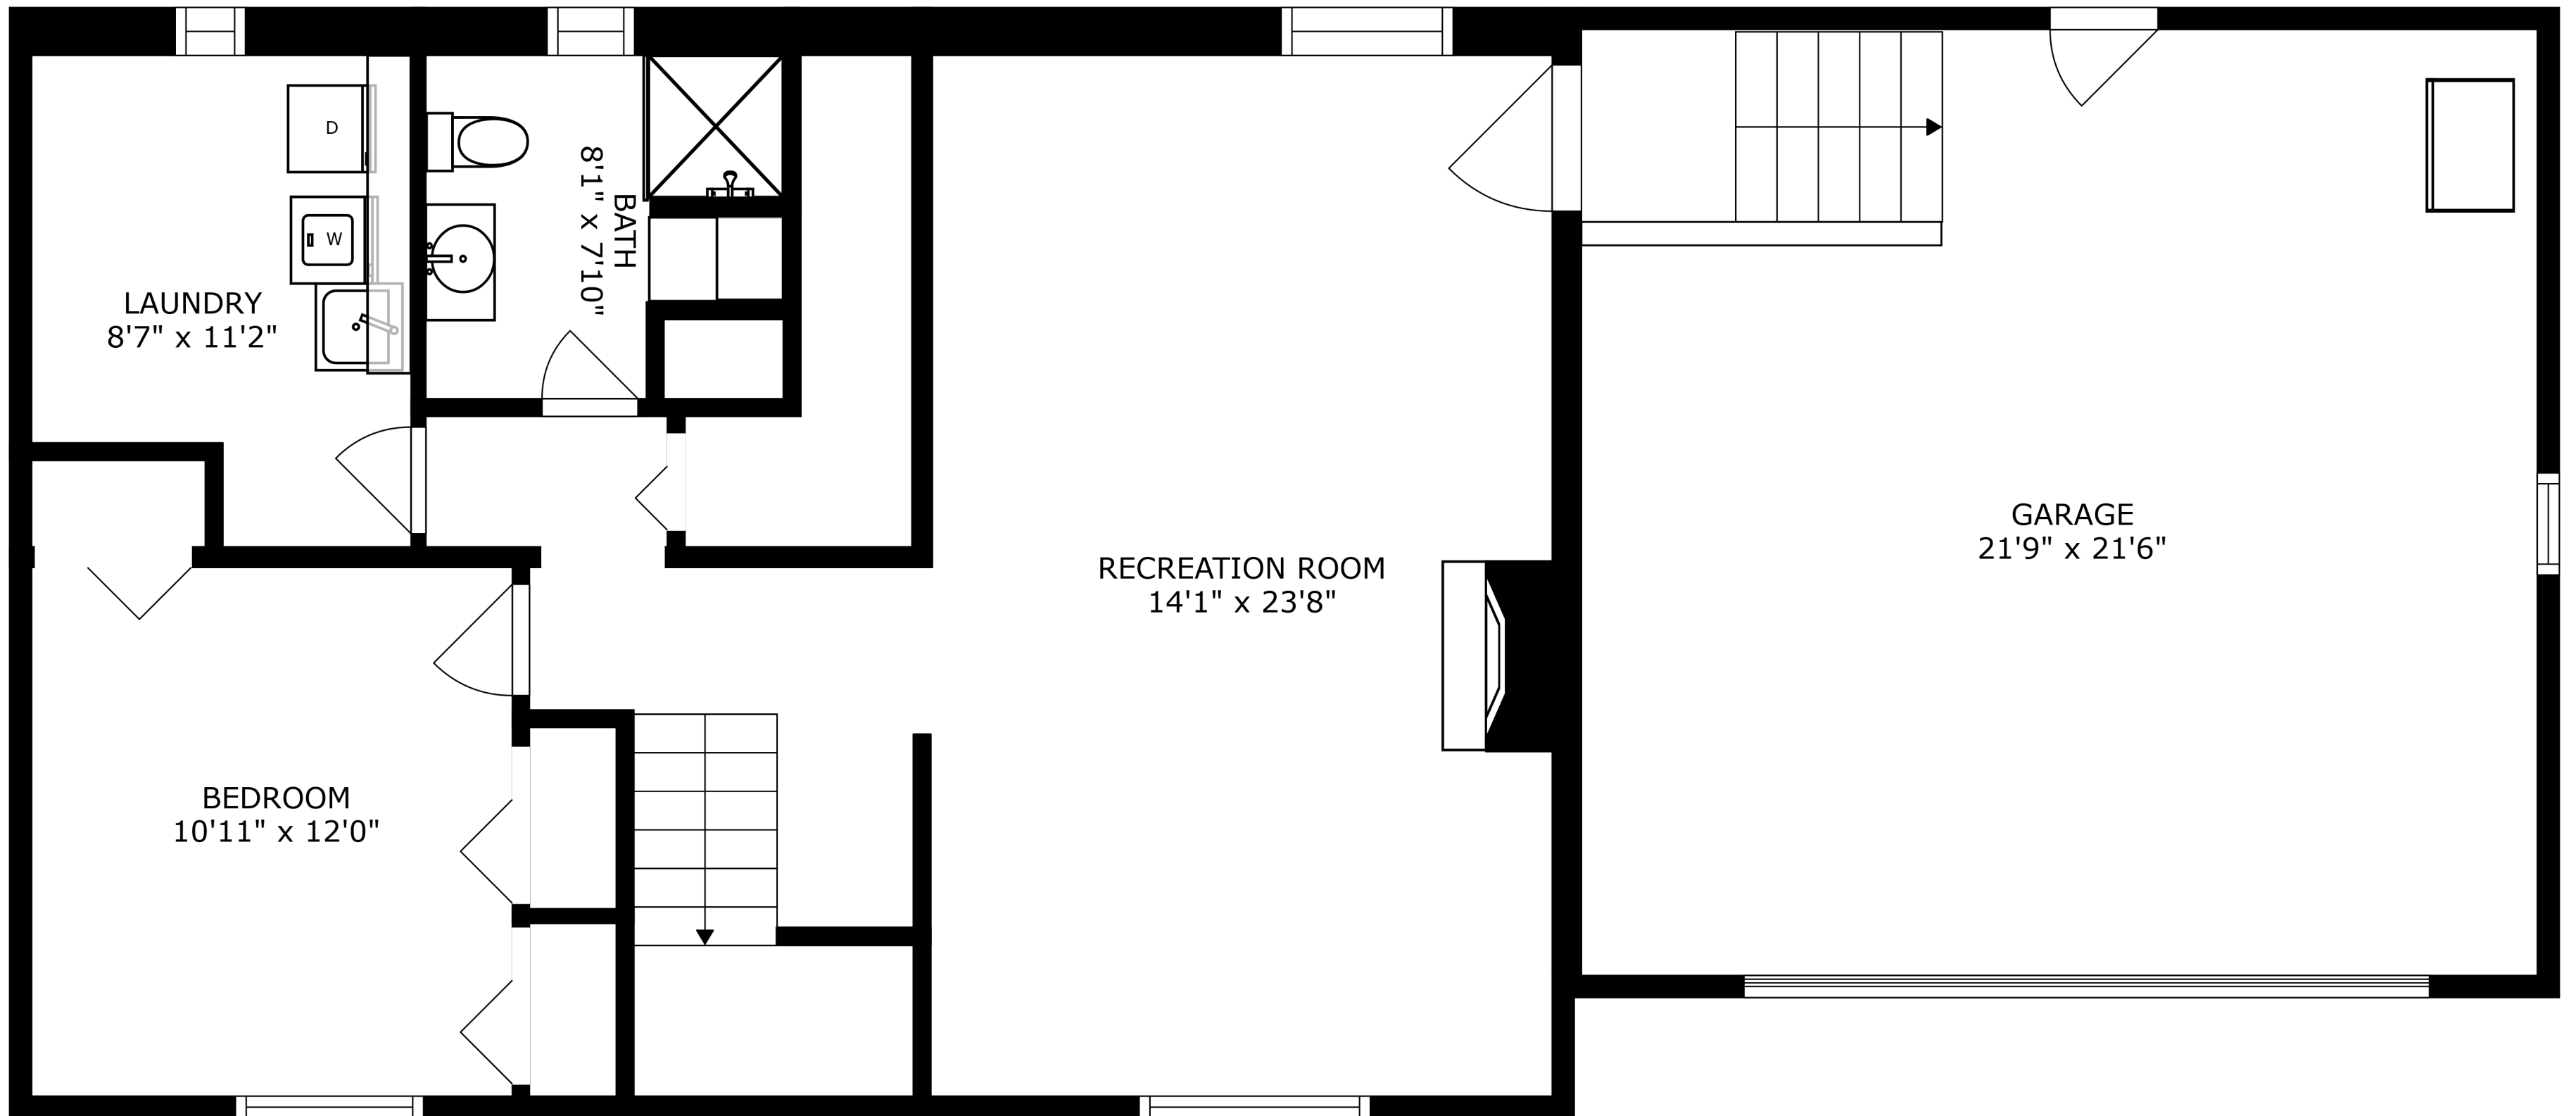 D
W
LAUNDRY
8'7" x 11'2"
BATH
8'1" x 7'10"
RECREATION ROOM
14'1" x 23'8"
GARAGE
21'9" x 21'6"
BEDROOM
10'11" x 12'0"